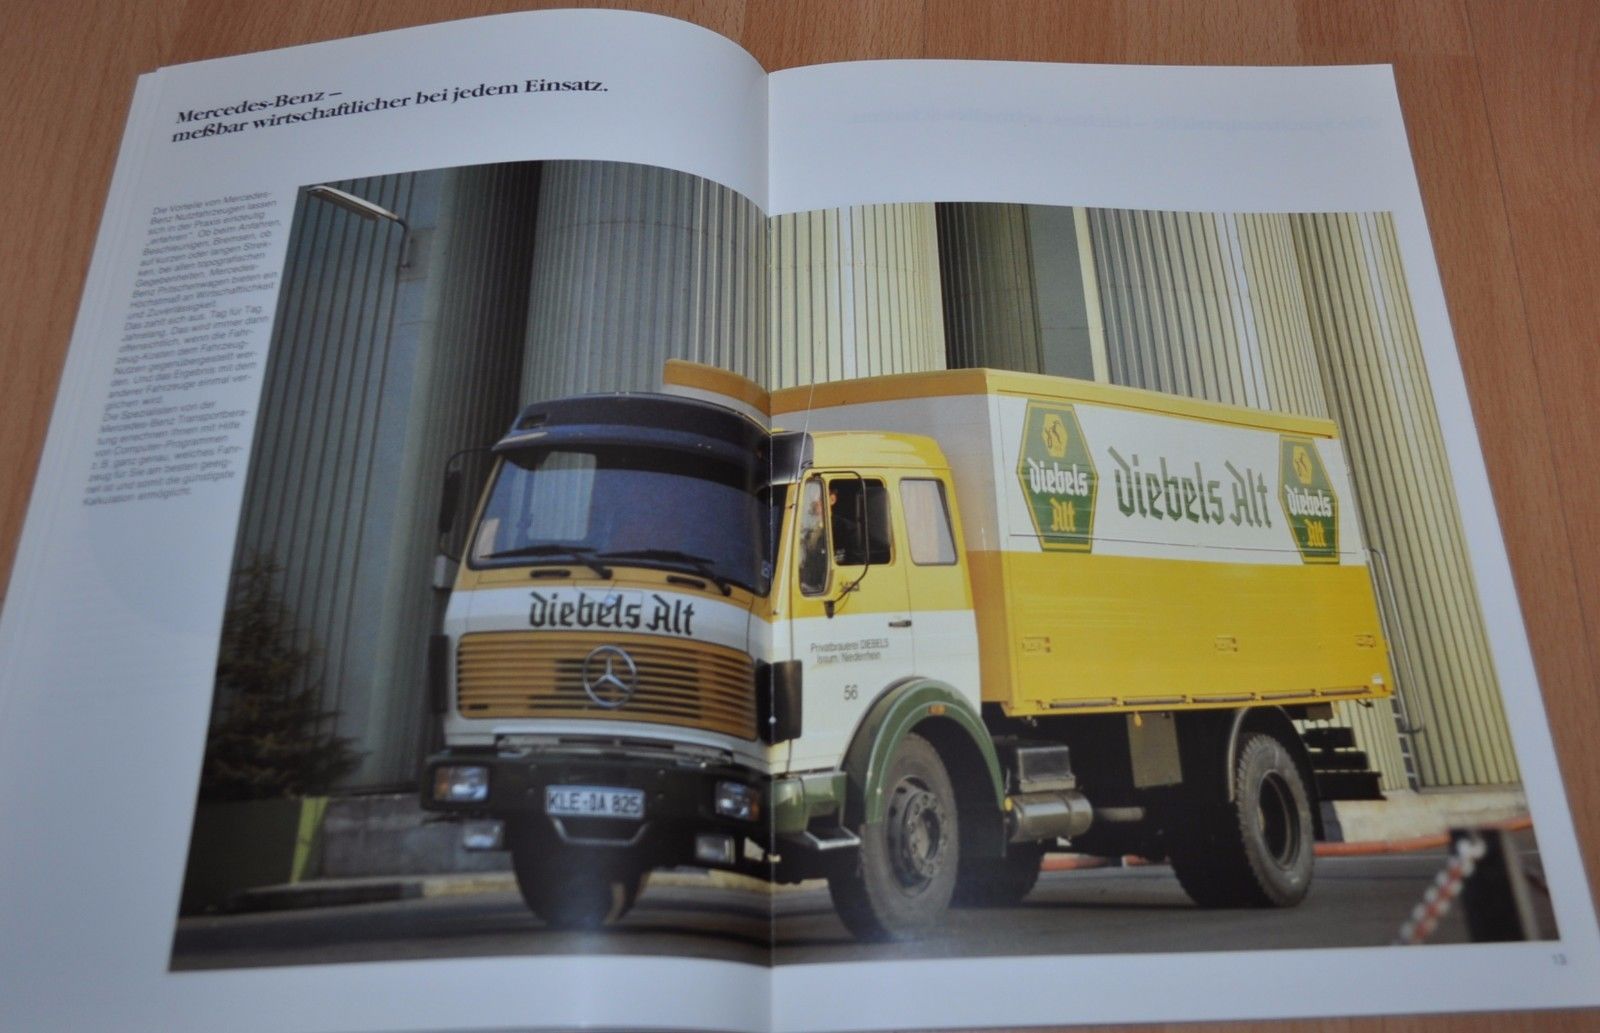 Mercedes-Benz –
meßbar wirtschaftlicher bei jedem Einsatz.
Die Vorteile von Mercedes-
Benz Nutzfahrzeugen lassen
sich in der Praxis eindeutig
„erfahren“. Ob beim Anfahren,
Beschleunigen, Bremsen, ob
auf kurzen oder langen Strek-
ken, bei allen topografischen
Gegebenheiten. Mercedes-
Benz Pritschenwagen bieten ein
Höchstmaß an Wirtschaftlichkeit
und Zuverlässigkeit.
Das zahlt sich aus. Tag für Tag.
Jahrelang. Das wird immer dann
offensichtlich, wenn die Fahr-
zeug-Kosten dem Fahrzeug-
Nutzen gegenübergestellt wer-
den. Und das Ergebnis mit dem
anderer Fahrzeuge einmal ver-
glichen wird.
Die Spezialisten von der
Mercedes-Benz Transportbera-
tung errechnen Ihnen mit Hilfe
von Computer-Programmen
z. B. ganz genau, welches Fahr-
zeug für Sie am besten geeig-
net ist und somit die günstigste
Kalkulation ermöglicht.
Diebels Alt
KLE-DA 825
Privatbrauerei DIEBELS
Issum, Niederrhein
56
Diebels
Alt
Diebels Alt
Diebels
Alt
13